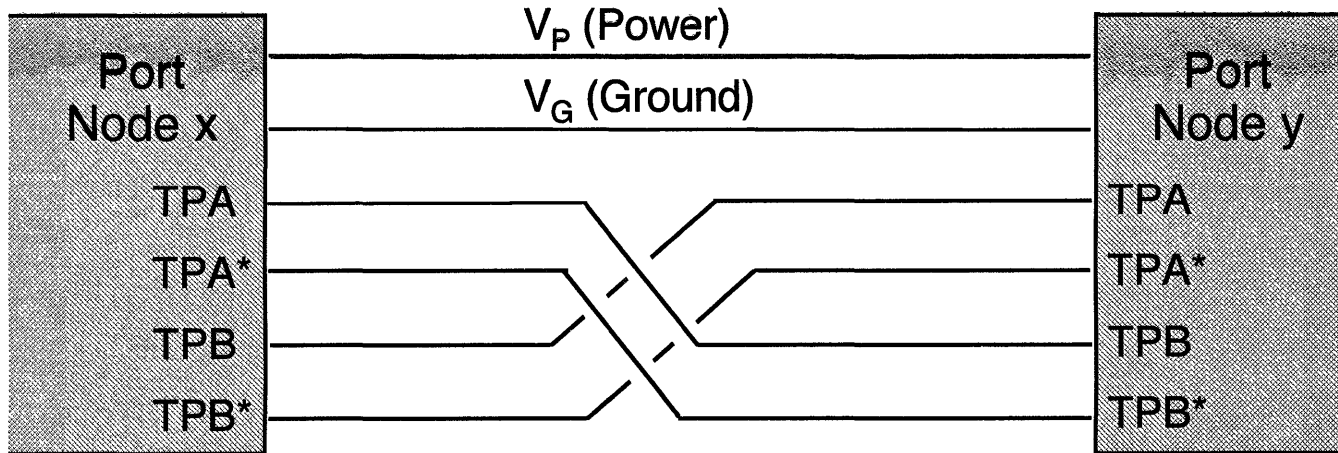 V_P (Power)
Port
Node x
V_G (Ground)
Port
Node y
TPA
TPA*
TPB
TPB*
TPA
TPA*
TPB
TPB*